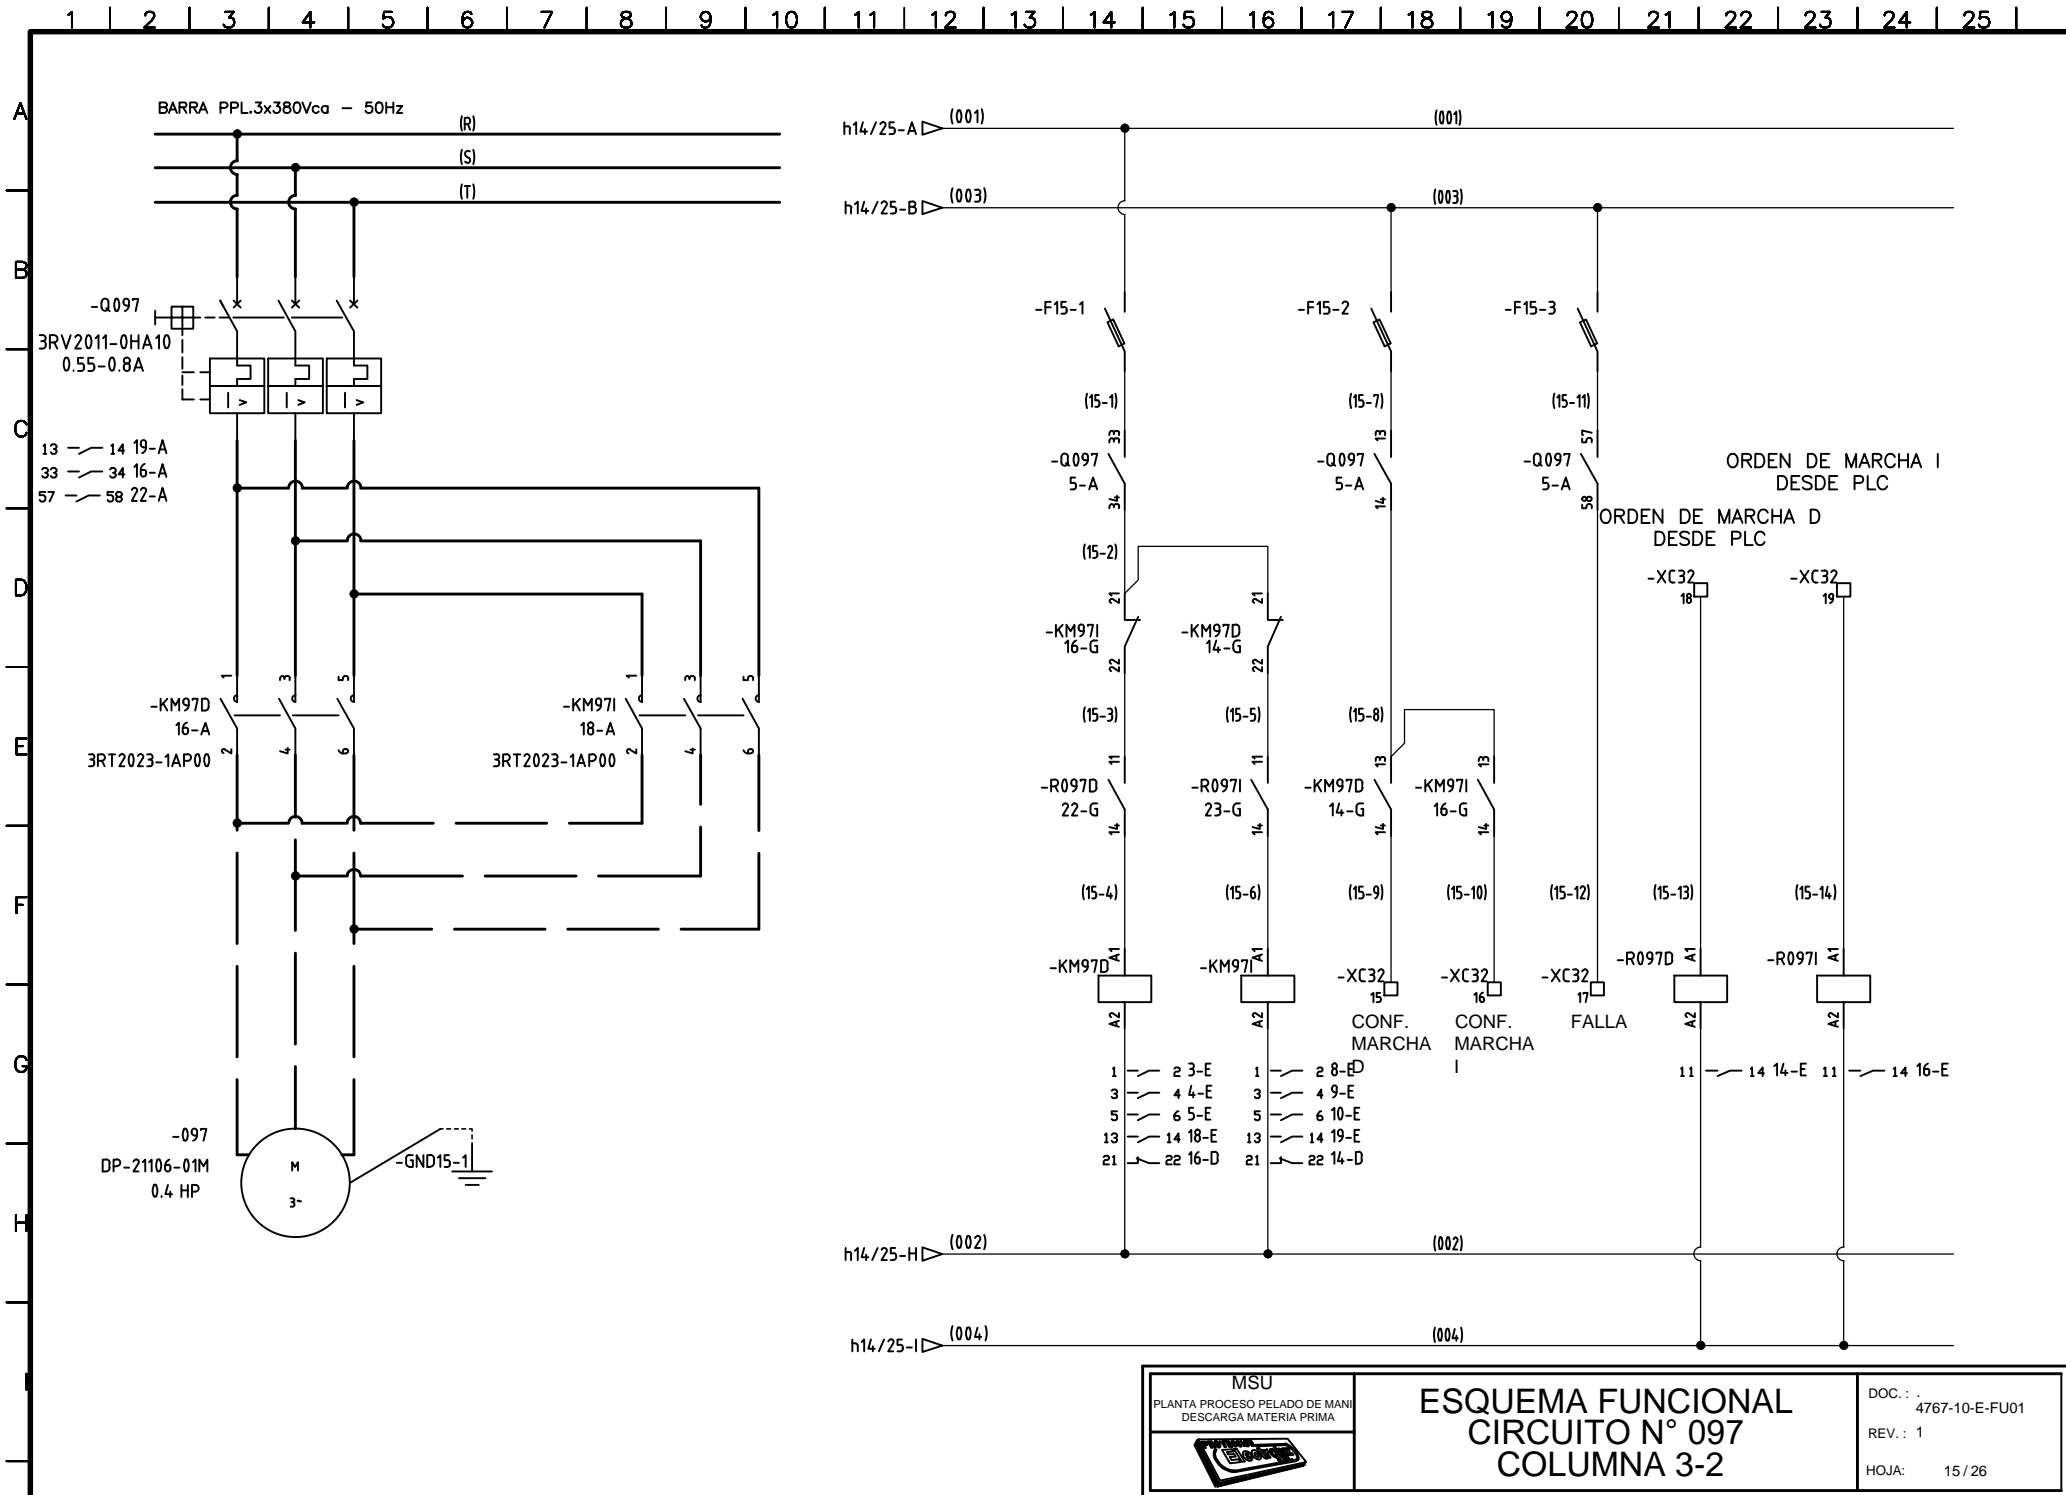 1 2 3 4 5 6 7 8 9 10 11 12 13 14 15 16 17 18 19 20 21 22 23 24 25
A
B
C
D
E
F
G
H
I
BARRA PPL.3x380Vca - 50Hz
(R)
(S)
(T)
-Q097
3RV2011-0HA10
0.55-0.8A
I > I > I >
13 14 19-A
33 34 16-A
57 58 22-A
1 3 5
-KM97D
16-A
3RT2023-1AP00
2 4 6
1 3 5
-KM97I
18-A
3RT2023-1AP00
2 4 6
-097
DP-21106-01M
0.4 HP
M
3~
-GND15-1
h14/25-A (001) (001)
h14/25-B (003) (003)
-F15-1 -F15-2 -F15-3
(15-1) (15-7) (15-11)
33 13 57
-Q097 -Q097 -Q097
5-A 5-A 5-A
34 14 58
ORDEN DE MARCHA I
DESDE PLC
ORDEN DE MARCHA D
DESDE PLC
(15-2)
-XC32 -XC32
18 19
21 21
-KM97I -KM97D
16-G 14-G
22 22
(15-3) (15-5) (15-8)
11 11 13 13
-R097D -R097I -KM97D -KM97I
22-G 23-G 14-G 16-G
14 14 14 14
(15-4) (15-6) (15-9) (15-10) (15-12) (15-13) (15-14)
A1 A1 A1 A1
-KM97D -KM97I -XC32 -XC32 -XC32 -R097D -R097I
15 16 17
A2 A2 A2 A2
CONF.
MARCHA
D
CONF.
MARCHA
I
FALLA
1 2 3-E
3 4 4-E
5 6 5-E
13 14 18-E
21 22 16-D
1 2 8-E
3 4 9-E
5 6 10-E
13 14 19-E
21 22 14-D
11 14 14-E
11 14 16-E
h14/25-H (002) (002)
h14/25-I (004) (004)
MSU
PLANTA PROCESO PELADO DE MANI
DESCARGA MATERIA PRIMA
ESQUEMA FUNCIONAL
CIRCUITO N° 097
COLUMNA 3-2
DOC. : .
4767-10-E-FU01
REV. : 1
HOJA: 15 / 26